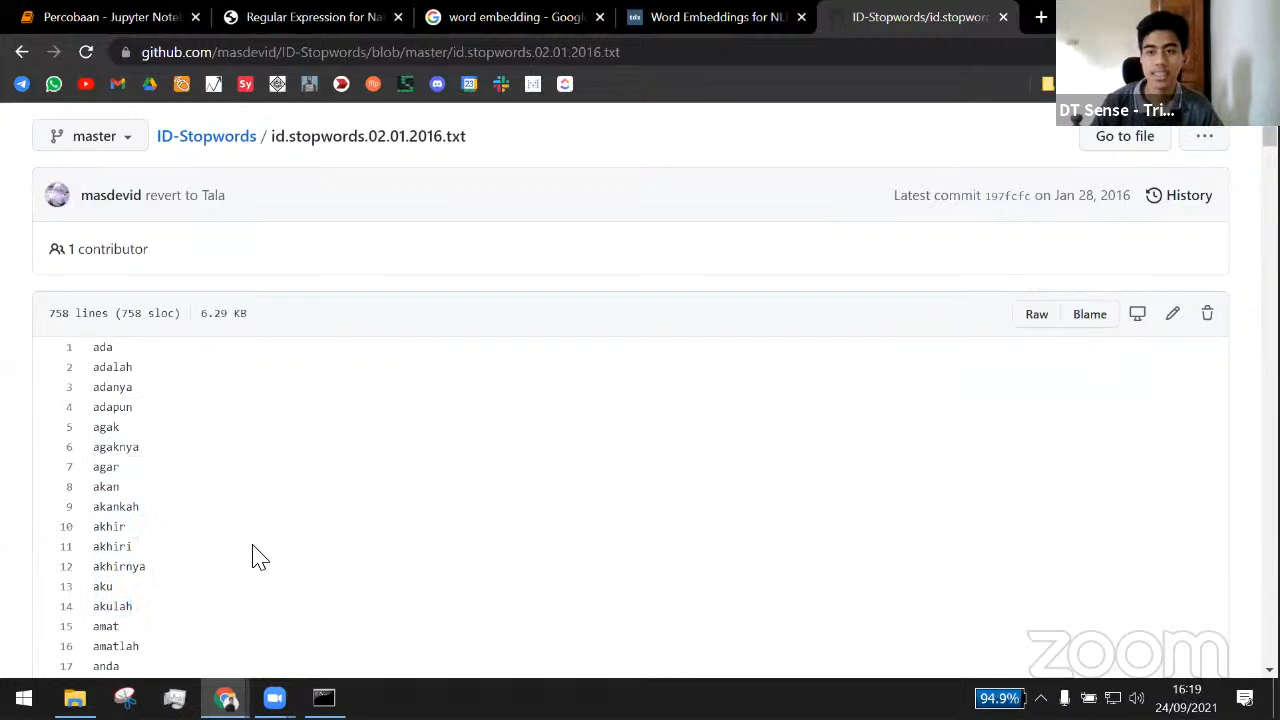 Percobaan - Jupyter Note
Regular Expression for Na
word embedding - Google
Word Embeddings for NL
ID-Stopwords/id.stopword
github.com/masdevid/ID-Stopwords/blob/master/id.stopwords.02.01.2016.txt
DT Sense - Tri...
master
ID-Stopwords / id.stopwords.02.01.2016.txt
Go to file
masdevid revert to Tala
Latest commit 197fcfc on Jan 28, 2016
History
1 contributor
758 lines (758 sloc)
6.29 KB
Raw
Blame
1 ada
2 adalah
3 adanya
4 adapun
5 agak
6 agaknya
7 agar
8 akan
9 akankah
10 akhir
11 akhiri
12 akhirnya
13 aku
14 akulah
15 amat
16 amatlah
17 anda
zoom
94.9%
16:19
24/09/2021